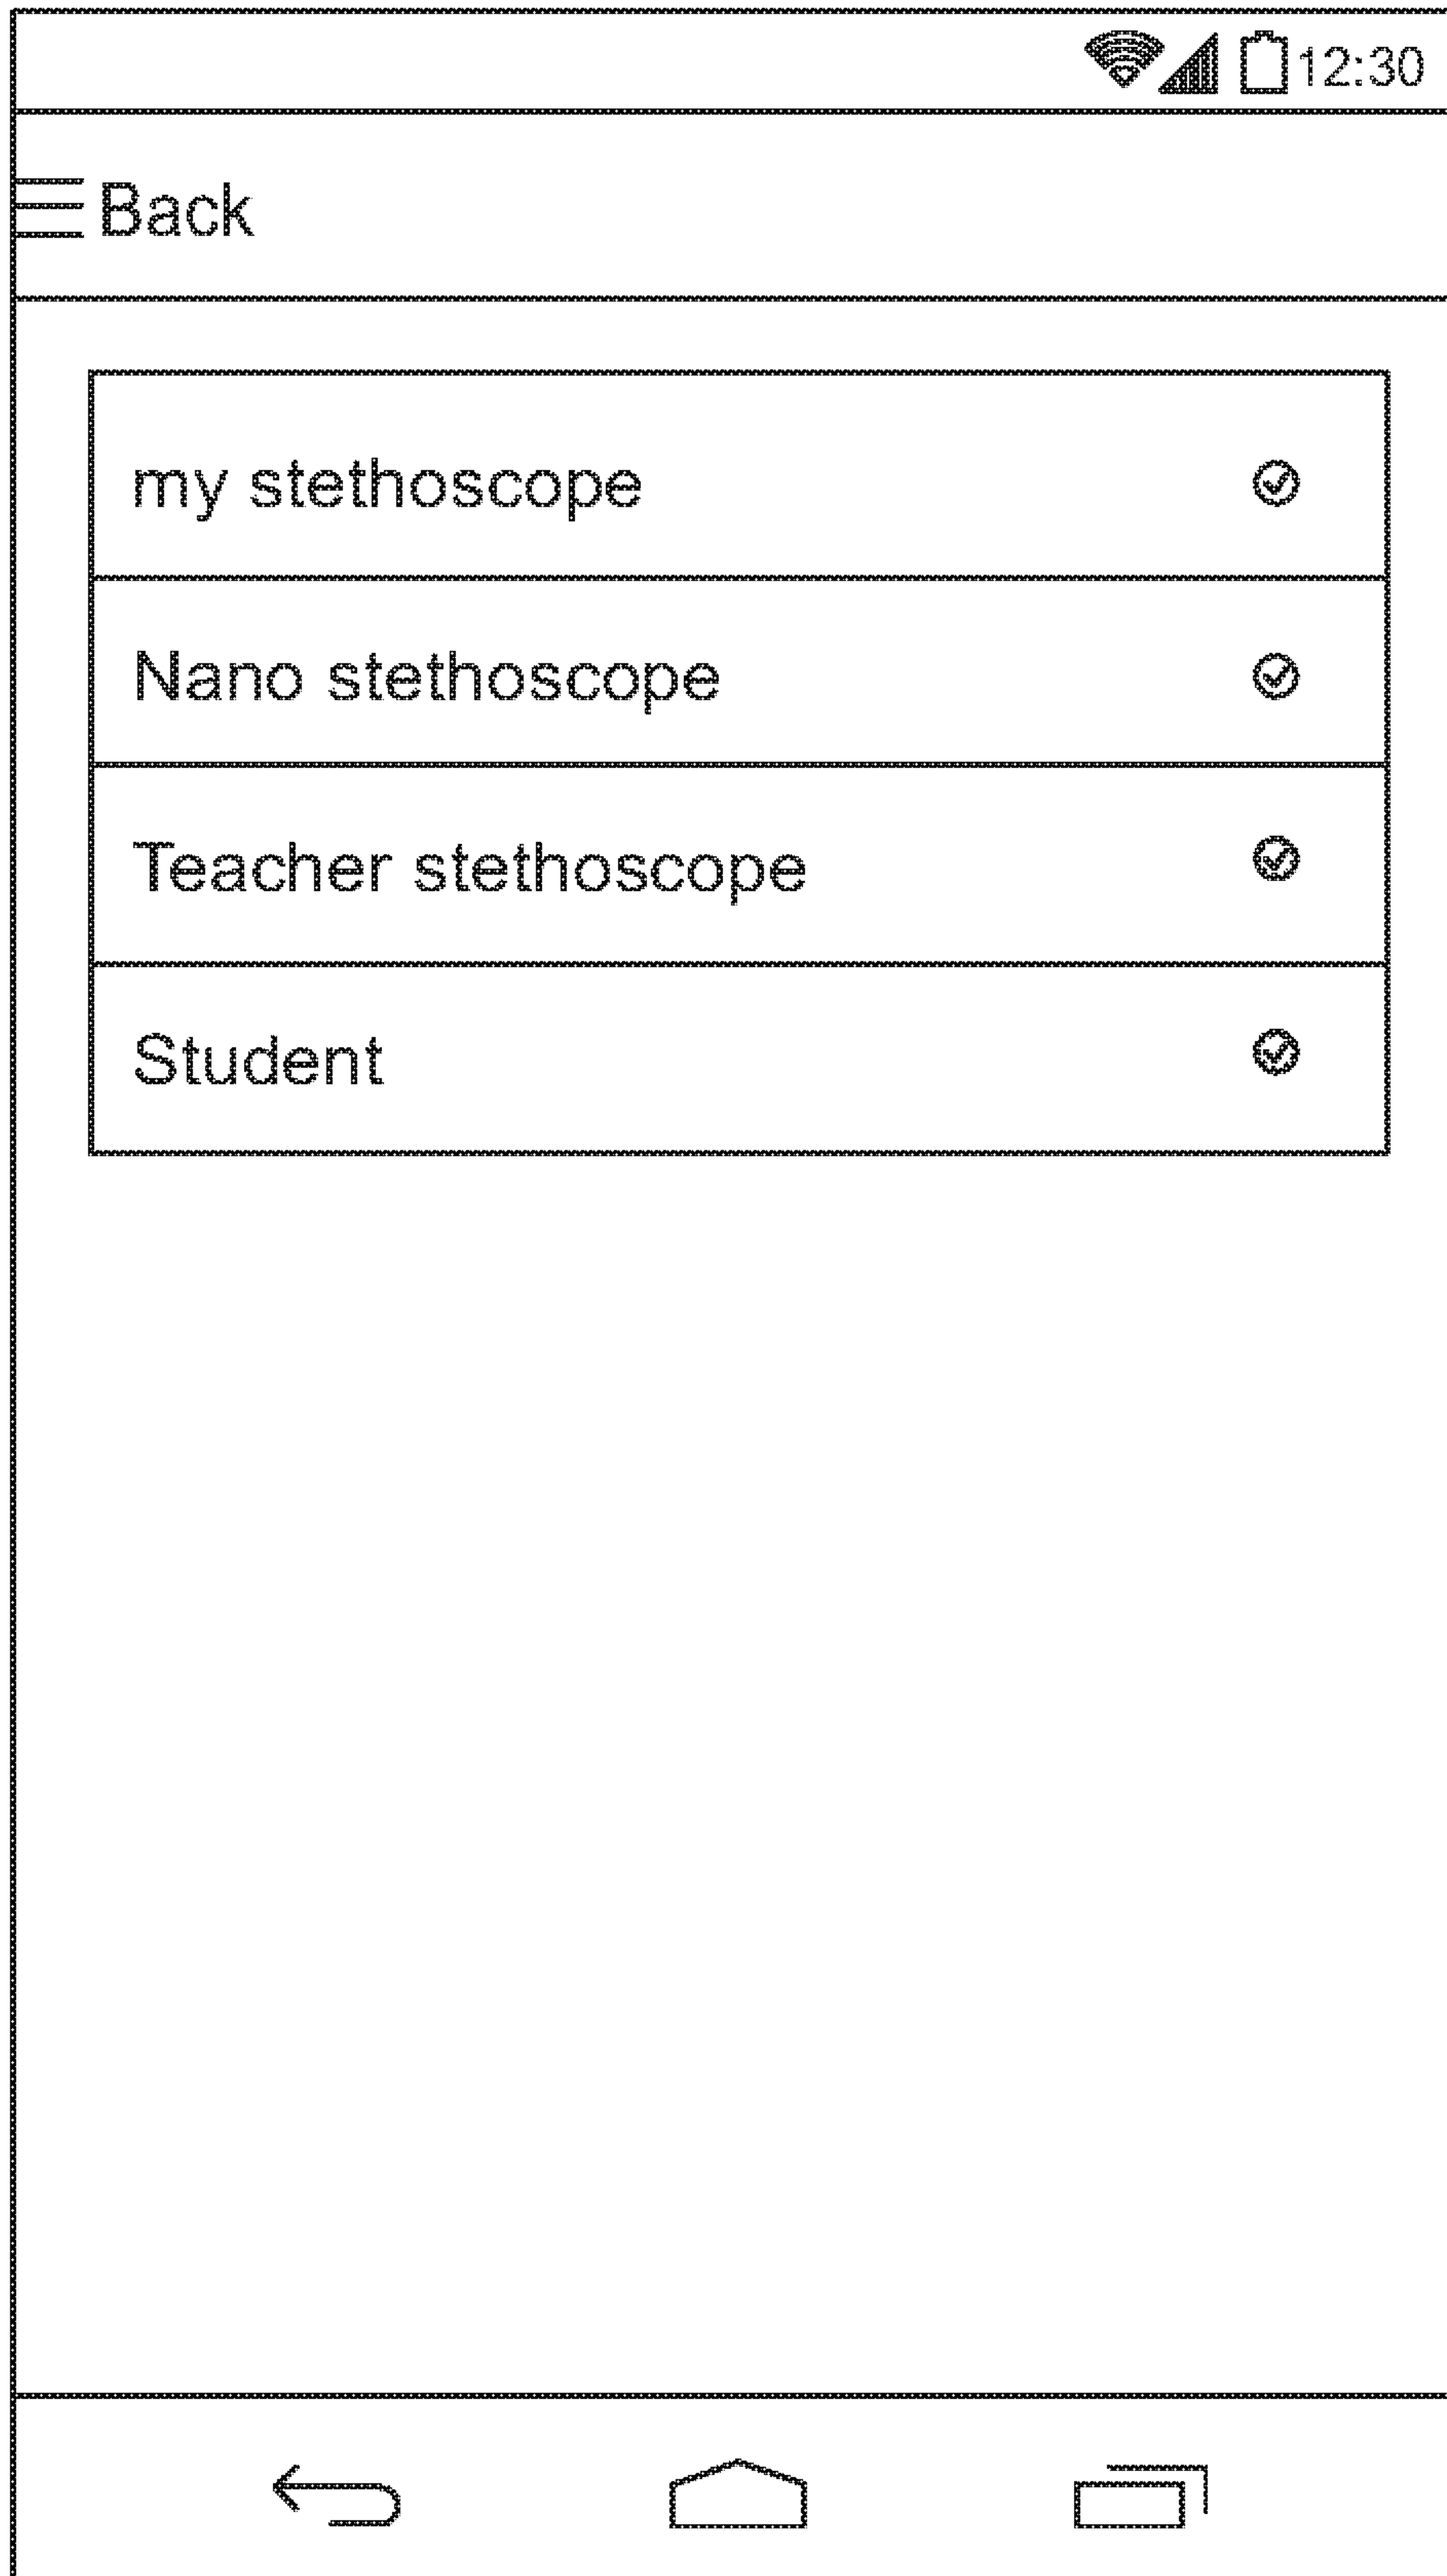 12:30
Back
my stethoscope
Nano stethoscope
Teacher stethoscope
Student